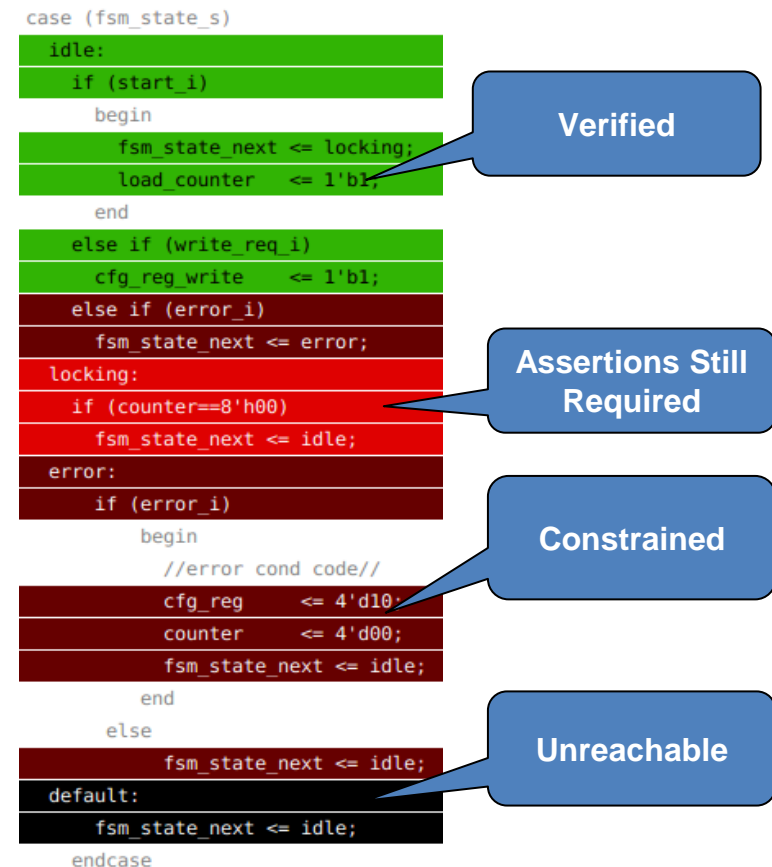 case (fsm_state_s)
idle:
if (start_i)
begin
fsm_state_next <= locking;
load_counter <= 1'b1;
end
else if (write_req_i)
cfg_reg_write <= 1'b1;
else if (error_i)
fsm_state_next <= error;
locking:
if (counter==8'h00)
fsm_state_next <= idle;
error:
if (error_i)
begin
//error cond code//
cfg_reg <= 4'd10;
counter <= 4'd00;
fsm_state_next <= idle;
end
else
fsm_state_next <= idle;
default:
fsm_state_next <= idle;
endcase
Verified
Assertions Still
Required
Constrained
Unreachable